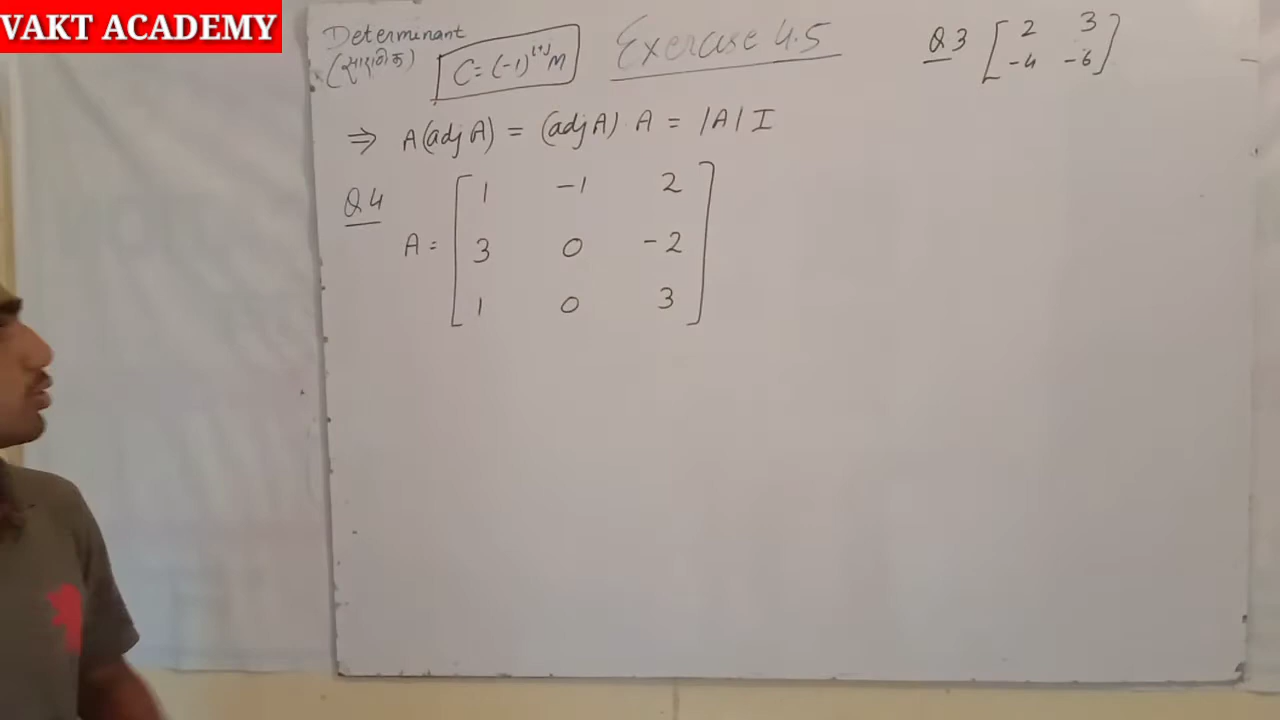 VAKT ACADEMY
Determinant
(सारणिक)
C = (-1)^{i+j} M
Exercise 4.5
Q3 [ 2 3
-4 -6 ]
⇒ A(adj A) = (adj A) · A = |A| I
Q4
A = [ 1 -1 2
3 0 -2
1 0 3 ]